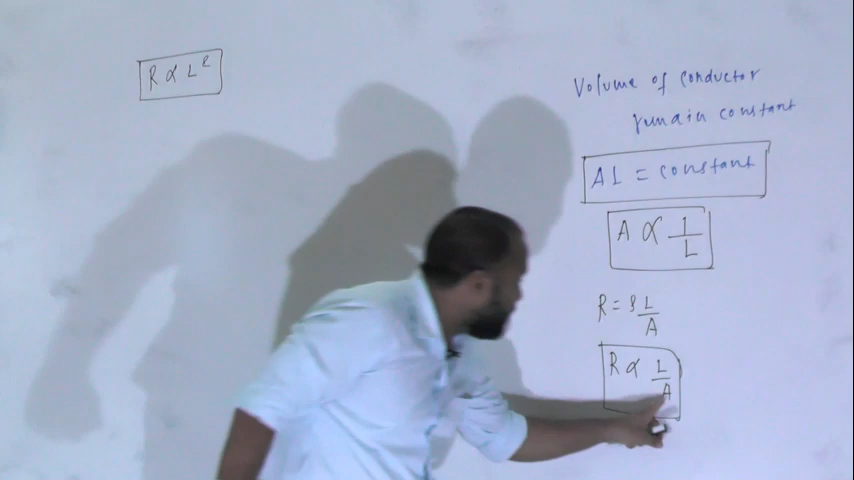 R ∝ L²
Volume of conductor
remain constant
AL = constant
A ∝ 1/L
R = ρ L/A
R ∝ L/A